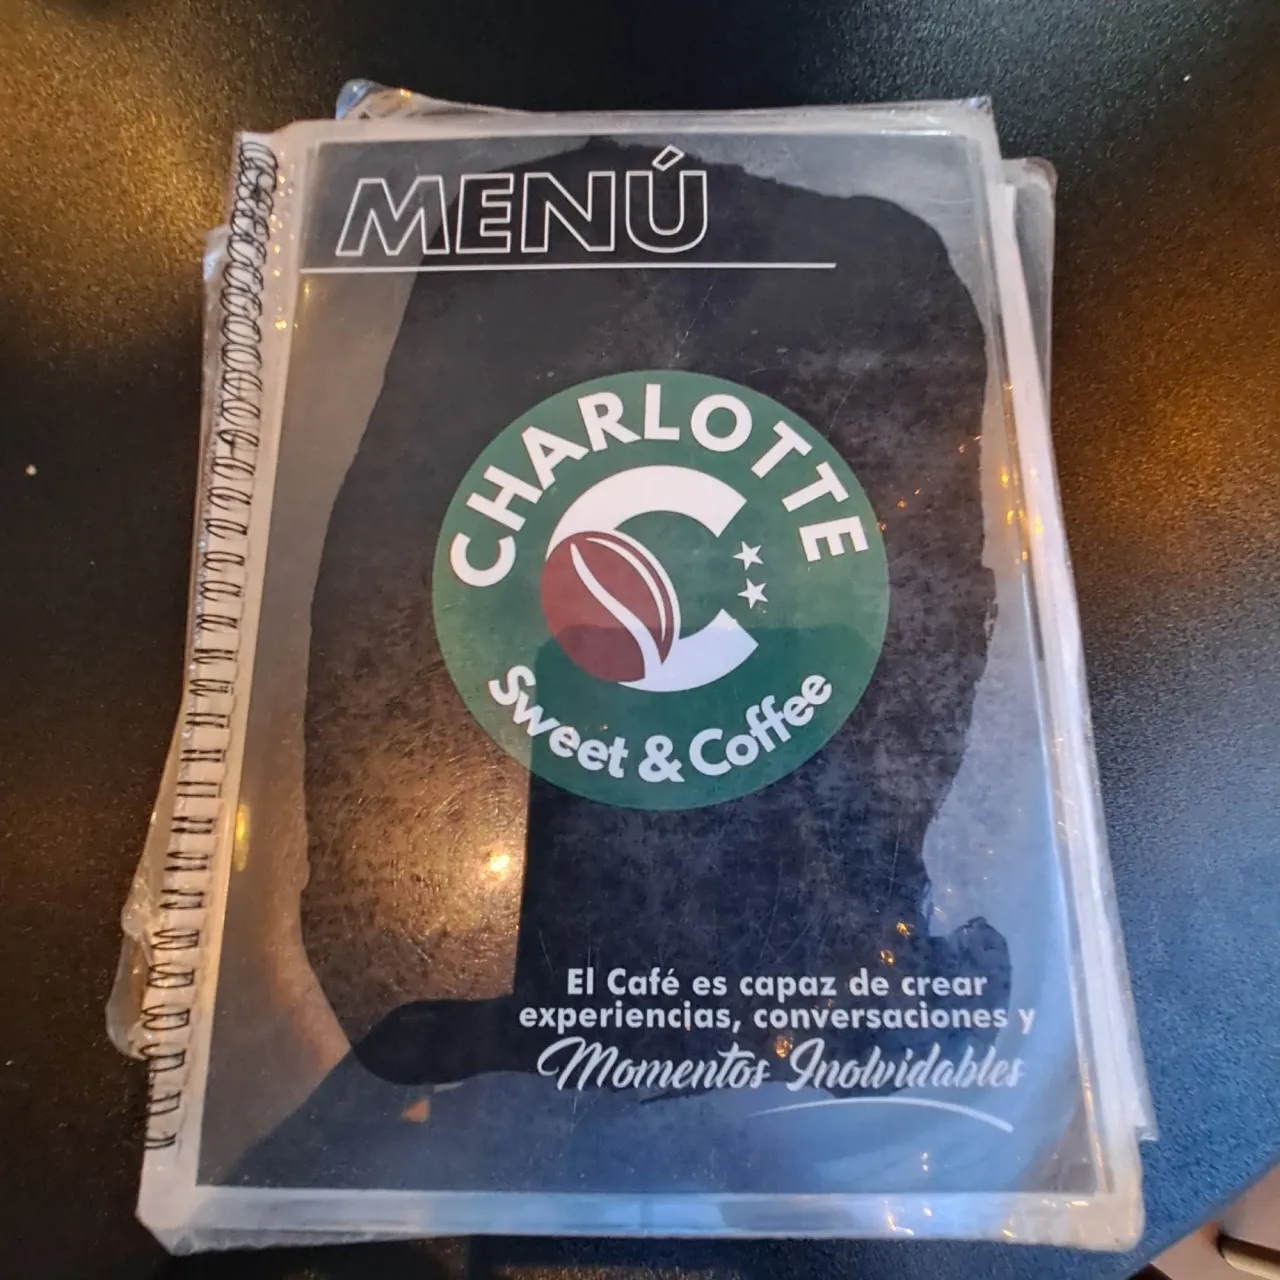 MENÚ
CHARLOTTE
C
Sweet & Coffee
El Café es capaz de crear
experiencias, conversaciones y
Momentos Inolvidables